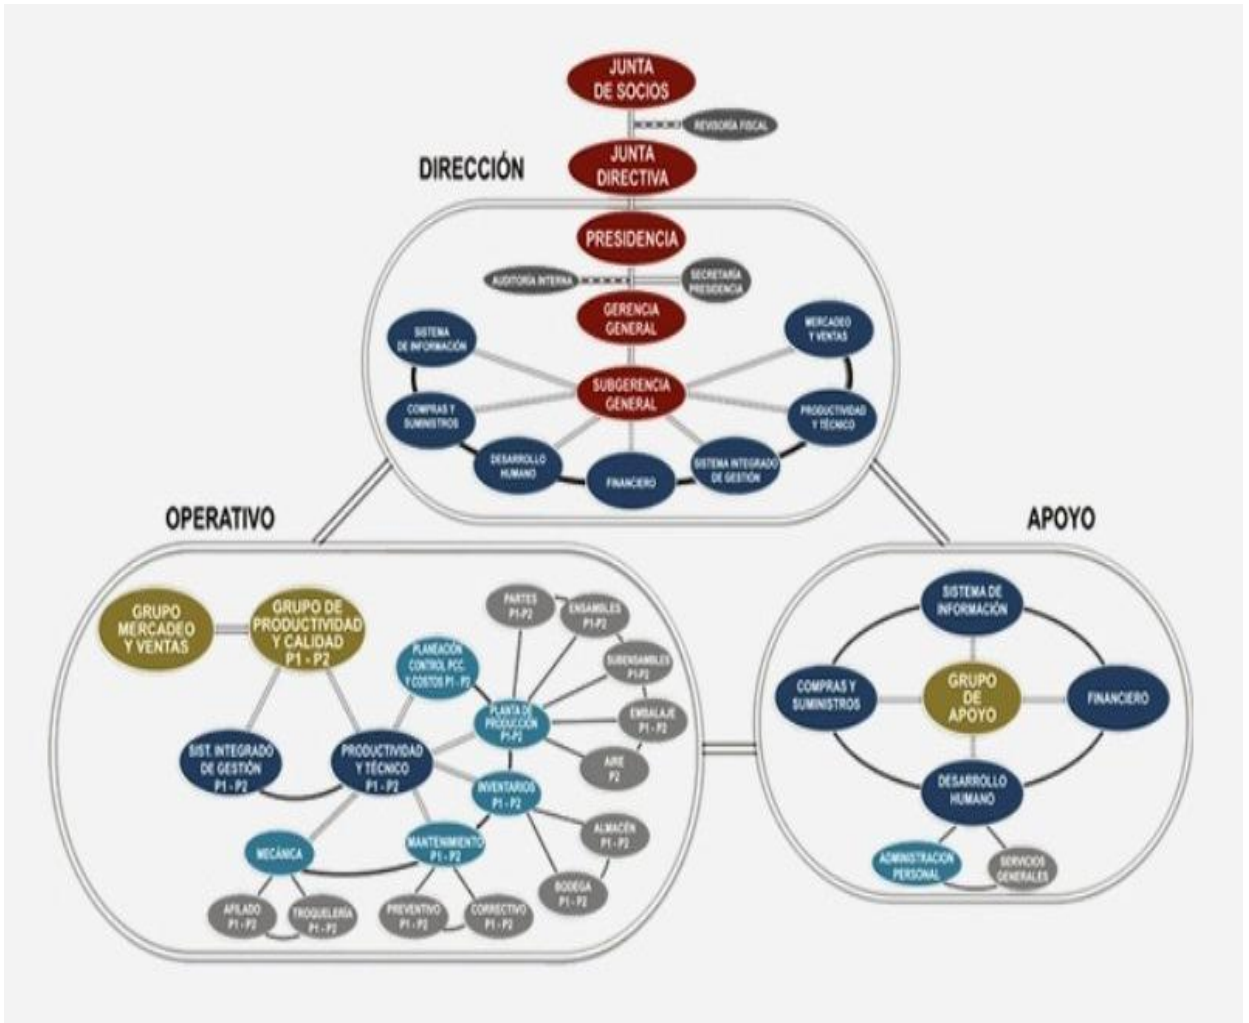 JUNTA
DE SOCIOS
REVISORÍA FISCAL
JUNTA
DIRECTIVA
DIRECCIÓN
PRESIDENCIA
AUDITORÍA INTERNA
SECRETARÍA
PRESIDENCIA
GERENCIA
GENERAL
SISTEMA
DE INFORMACIÓN
MERCADEO
Y VENTAS
SUBGERENCIA
GENERAL
COMPRAS Y
SUMINISTROS
PRODUCTIVIDAD
Y TÉCNICO
DESARROLLO
HUMANO
FINANCIERO
SISTEMA INTEGRADO
DE GESTIÓN
OPERATIVO
GRUPO
MERCADEO
Y VENTAS
GRUPO DE
PRODUCTIVIDAD
Y CALIDAD
P1 - P2
PARTES
P1-P2
ENSAMBLES
P1-P2
PLANEACIÓN
CONTROL PCC.
Y COSTOS P1 - P2
SUBENSAMBLES
P1-P2
PLANTA DE
PRODUCCIÓN
P1-P2
EMBALAJE
P1 - P2
SIST. INTEGRADO
DE GESTIÓN
P1 - P2
PRODUCTIVIDAD
Y TÉCNICO
P1 - P2
AIRE
P2
INVENTARIOS
P1 - P2
ALMACÉN
P1 - P2
MECÁNICA
MANTENIMIENTO
P1 - P2
BODEGA
P1 - P2
AFILADO
P1 - P2
TROQUELERÍA
P1 - P2
PREVENTIVO
P1 - P2
CORRECTIVO
P1 - P2
APOYO
SISTEMA DE
INFORMACIÓN
COMPRAS Y
SUMINISTROS
GRUPO
DE
APOYO
FINANCIERO
DESARROLLO
HUMANO
ADMINISTRACION
PERSONAL
SERVICIOS
GENERALES